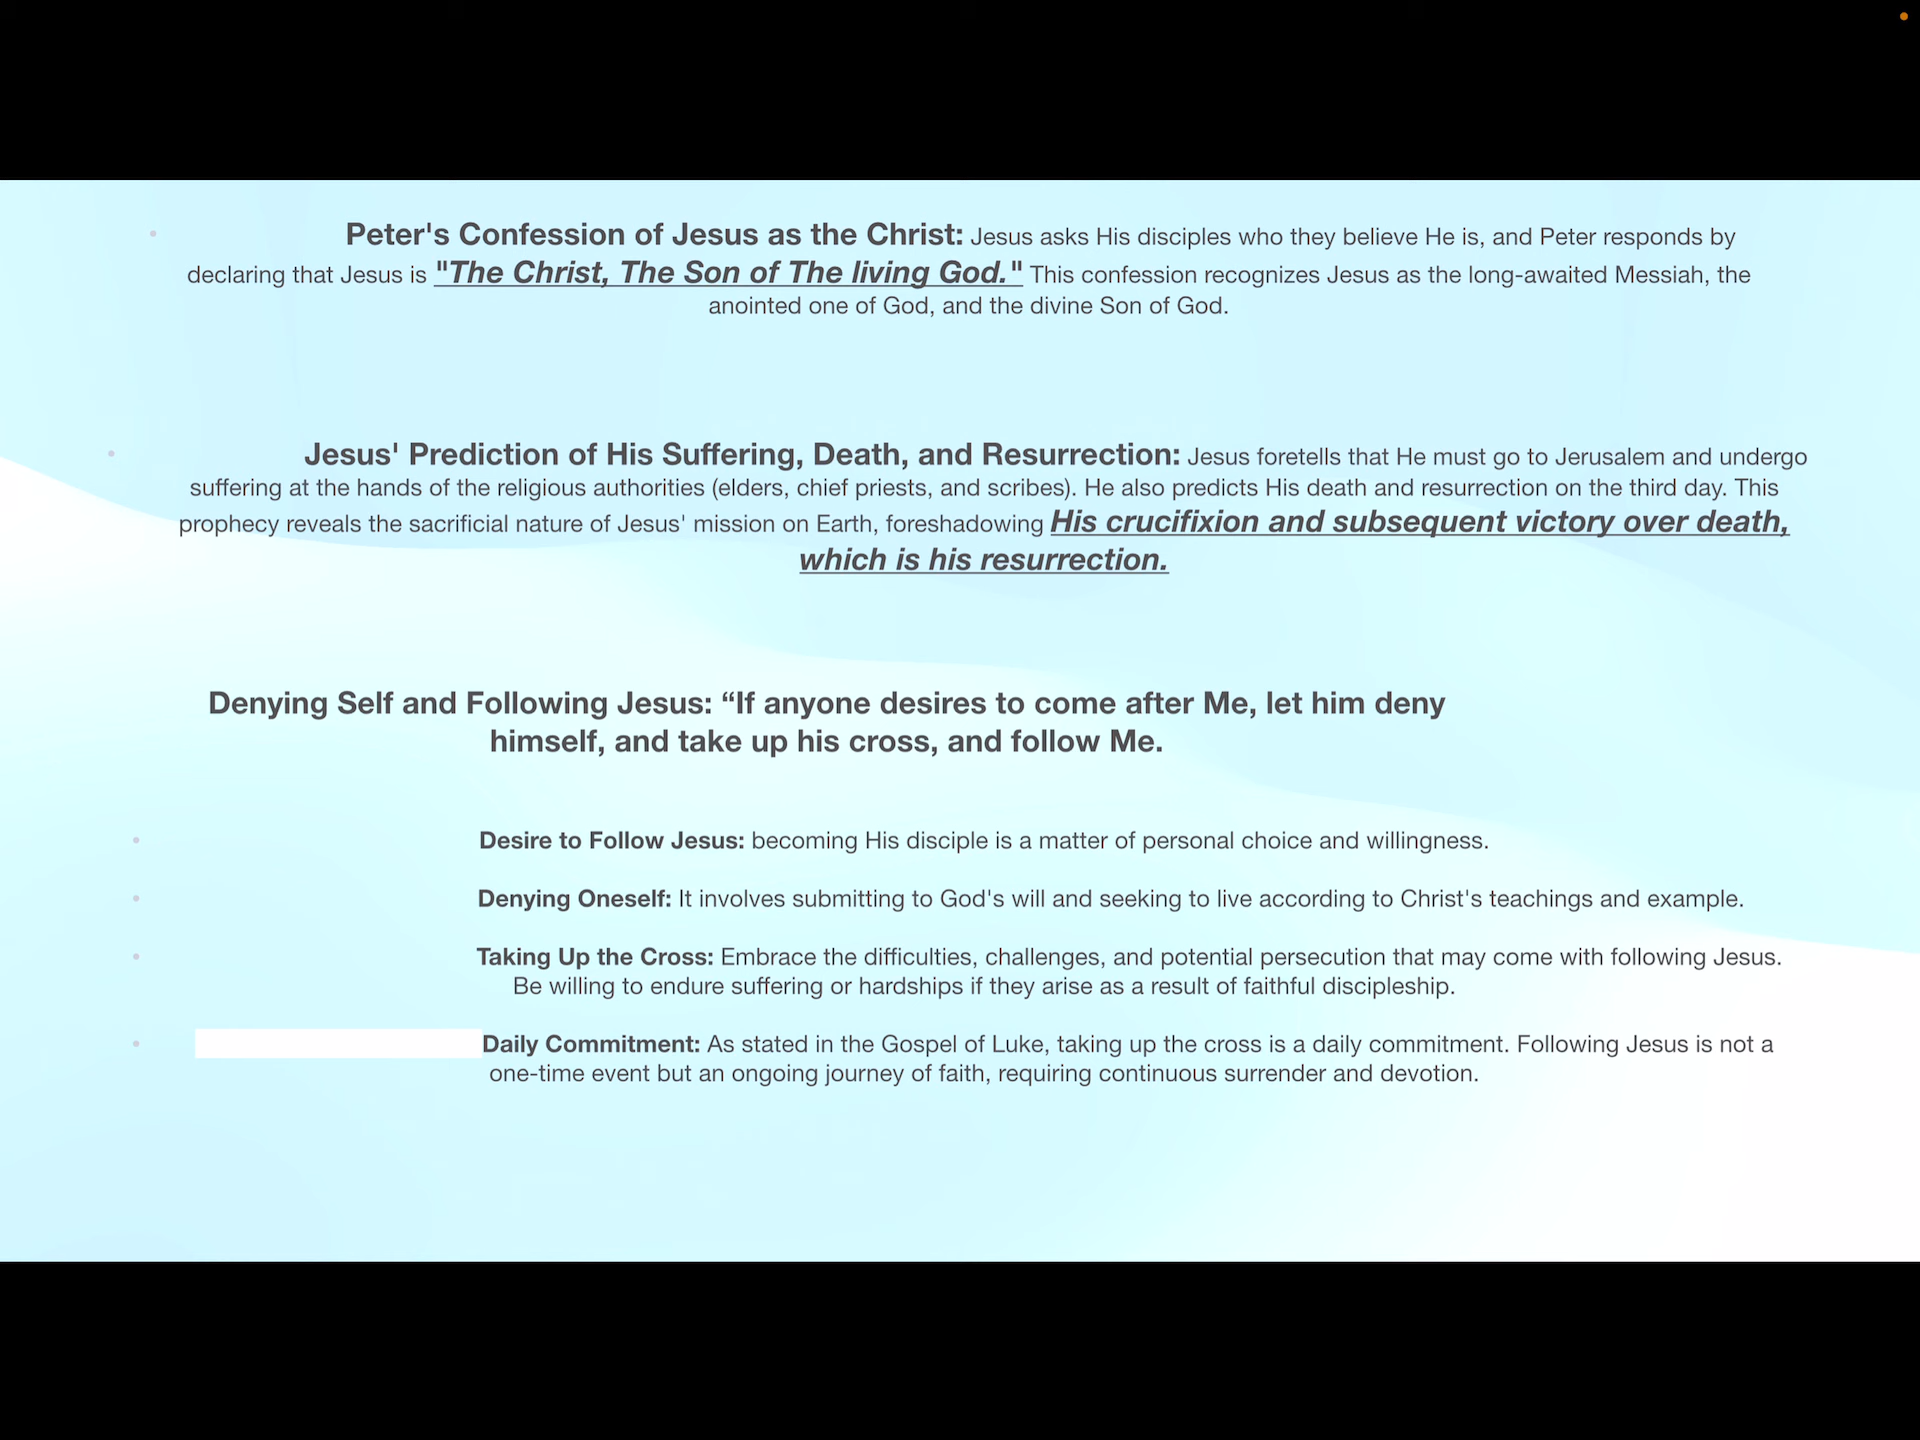 Peter's Confession of Jesus as the Christ: Jesus asks His disciples who they believe He is, and Peter responds by
declaring that Jesus is "The Christ, The Son of The living God." This confession recognizes Jesus as the long-awaited Messiah, the
anointed one of God, and the divine Son of God.
Jesus' Prediction of His Suffering, Death, and Resurrection: Jesus foretells that He must go to Jerusalem and undergo
suffering at the hands of the religious authorities (elders, chief priests, and scribes). He also predicts His death and resurrection on the third day. This
prophecy reveals the sacrificial nature of Jesus' mission on Earth, foreshadowing His crucifixion and subsequent victory over death,
which is his resurrection.
Denying Self and Following Jesus: “If anyone desires to come after Me, let him deny
himself, and take up his cross, and follow Me.
Desire to Follow Jesus: becoming His disciple is a matter of personal choice and willingness.
Denying Oneself: It involves submitting to God's will and seeking to live according to Christ's teachings and example.
Taking Up the Cross: Embrace the difficulties, challenges, and potential persecution that may come with following Jesus.
Be willing to endure suffering or hardships if they arise as a result of faithful discipleship.
Daily Commitment: As stated in the Gospel of Luke, taking up the cross is a daily commitment. Following Jesus is not a
one-time event but an ongoing journey of faith, requiring continuous surrender and devotion.